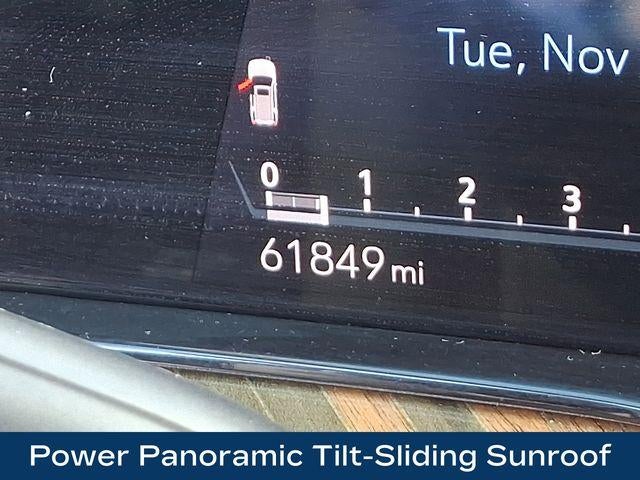 Tue, Nov
0 1 2 3
61849 mi
Power Panoramic Tilt-Sliding Sunroof